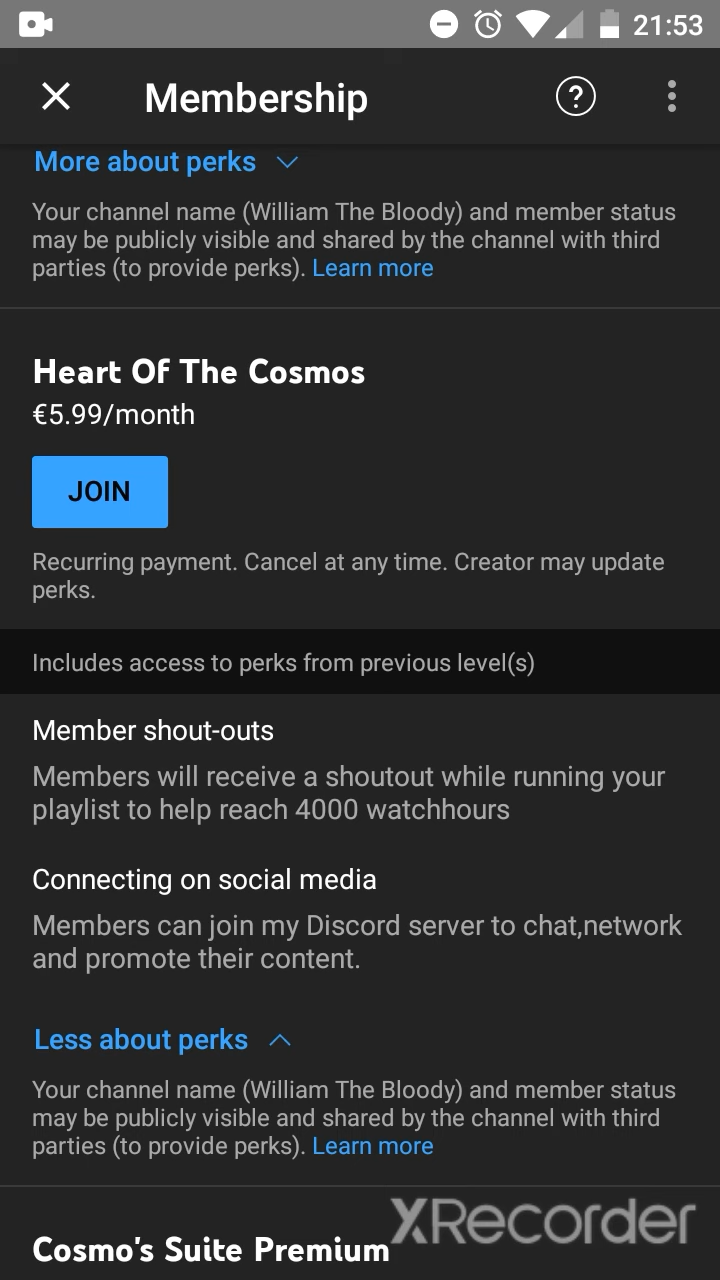 21:53
Membership
More about perks
Your channel name (William The Bloody) and member status
may be publicly visible and shared by the channel with third
parties (to provide perks). Learn more
Heart Of The Cosmos
€5.99/month
JOIN
Recurring payment. Cancel at any time. Creator may update
perks.
Includes access to perks from previous level(s)
Member shout-outs
Members will receive a shoutout while running your
playlist to help reach 4000 watchhours
Connecting on social media
Members can join my Discord server to chat,network
and promote their content.
Less about perks
Your channel name (William The Bloody) and member status
may be publicly visible and shared by the channel with third
parties (to provide perks). Learn more
XRecorder
Cosmo's Suite Premium